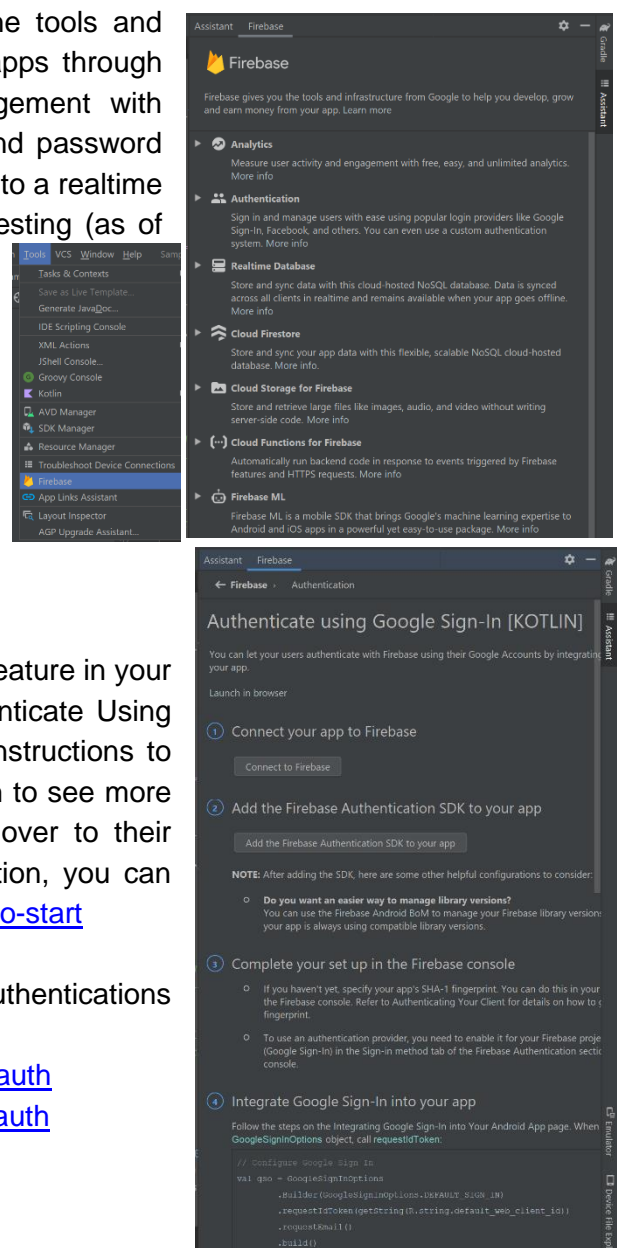 ne tools and
apps through
gement with
nd password
to a realtime
esting (as of
Assistant Firebase
Gradle
Assistant
Firebase
Firebase gives you the tools and infrastructure from Google to help you develop, grow
and earn money from your app. Learn more
Analytics
Measure user activity and engagement with free, easy, and unlimited analytics.
More info
Authentication
Sign in and manage users with ease using popular login providers like Google
Sign-In, Facebook, and others. You can even use a custom authentication
system. More info
Realtime Database
Store and sync data with this cloud-hosted NoSQL database. Data is synced
across all clients in realtime and remains available when your app goes offline.
More info
Cloud Firestore
Store and sync your app data with this flexible, scalable NoSQL cloud-hosted
database. More info.
Cloud Storage for Firebase
Store and retrieve large files like images, audio, and video without writing
server-side code. More info
Cloud Functions for Firebase
Automatically run backend code in response to events triggered by Firebase
features and HTTPS requests. More info
Firebase ML
Firebase ML is a mobile SDK that brings Google's machine learning expertise to
Android and iOS apps in a powerful yet easy-to-use package. More info
Tools VCS Window Help Samp
Tasks & Contexts
Save as Live Template...
Generate JavaDoc...
IDE Scripting Console
XML Actions
JShell Console...
Groovy Console
Kotlin
AVD Manager
SDK Manager
Resource Manager
Troubleshoot Device Connections
Firebase
App Links Assistant
Layout Inspector
AGP Upgrade Assistant...
eature in your
enticate Using
nstructions to
n to see more
over to their
tion, you can
o-start
uthentications
auth
auth
Assistant Firebase
Gradle
Assistant
← Firebase › Authentication
Authenticate using Google Sign-In [KOTLIN]
You can let your users authenticate with Firebase using their Google Accounts by integrating
your app.
Launch in browser
1 Connect your app to Firebase
Connect to Firebase
2 Add the Firebase Authentication SDK to your app
Add the Firebase Authentication SDK to your app
NOTE: After adding the SDK, here are some other helpful configurations to consider:
Do you want an easier way to manage library versions?
You can use the Firebase Android BoM to manage your Firebase library versions
your app is always using compatible library versions.
3 Complete your set up in the Firebase console
If you haven't yet, specify your app's SHA-1 fingerprint. You can do this in your
the Firebase console. Refer to Authenticating Your Client for details on how to g
fingerprint.
To use an authentication provider, you need to enable it for your Firebase proje
(Google Sign-In) in the Sign-in method tab of the Firebase Authentication sectio
console.
4 Integrate Google Sign-In into your app
Follow the steps on the Integrating Google Sign-In into Your Android App page. When
GoogleSignInOptions object, call requestIdToken:
// Configure Google Sign In
val gso = GoogleSignInOptions
.Builder(GoogleSignInOptions.DEFAULT_SIGN_IN)
.requestIdToken(getString(R.string.default_web_client_id))
.requestEmail()
.build()
Emulator
Device File Expl